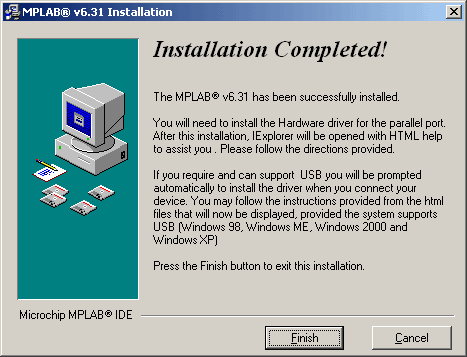 MPLAB® v6.31 Installation
Installation Completed!
The MPLAB® v6.31 has been successfully installed.
You will need to install the Hardware driver for the parallel port.
After this installation, IExplorer will be opened with HTML help
to assist you . Please follow the directions provided.
If you require and can support  USB you will be prompted
automatically to install the driver when you connect your
device. You may follow the instructions provided from the html
files that will now be displayed, provided the system supports
USB (Windows 98, Windows ME, Windows 2000 and
Windows XP)
Press the Finish button to exit this installation.
Microchip MPLAB® IDE
Finish
Cancel